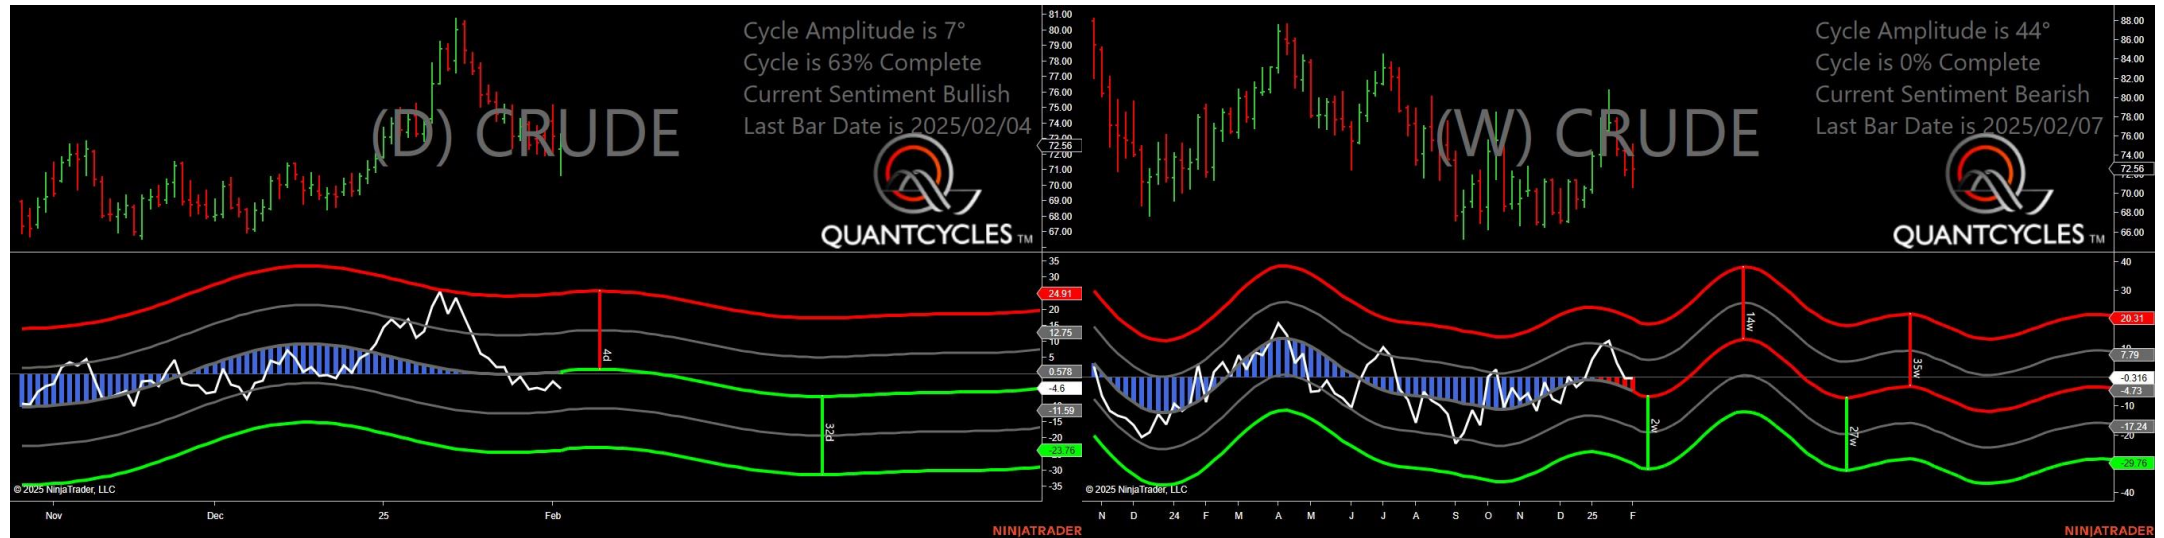 Cycle Amplitude is 7°
Cycle is 63% Complete
Current Sentiment Bullish
Last Bar Date is 2025/02/04
(D) CRUDE
QUANTCYCLES TM
81.00
80.00
79.00
78.00
77.00
76.00
75.00
74.00
73.00
72.56
72.00
71.00
70.00
69.00
68.00
67.00
35
30
24.91
20
15
12.75
10
5
0.578
-4.6
-11.59
-15
-20
-23.76
-30
-35
4d
32d
© 2025 NinjaTrader, LLC
Nov
Dec
25
Feb
NINJATRADER
Cycle Amplitude is 44°
Cycle is 0% Complete
Current Sentiment Bearish
Last Bar Date is 2025/02/07
(W) CRUDE
QUANTCYCLES TM
88.00
86.00
84.00
82.00
80.00
78.00
76.00
74.00
72.56
70.00
68.00
66.00
40
30
20.31
7.79
-0.316
-4.73
-10
-17.24
-20
-29.76
-40
2w
14w
27w
35w
© 2025 NinjaTrader, LLC
N D 24 F M A M J J A S O N D 25 F
NINJATRADER